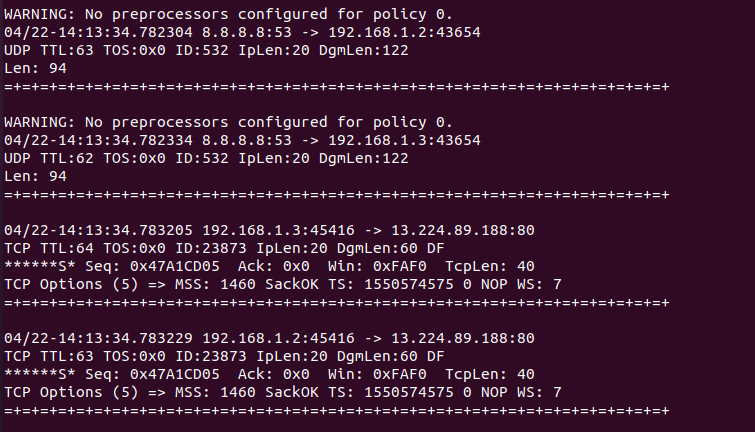 WARNING: No preprocessors configured for policy 0.
04/22-14:13:34.782304 8.8.8.8:53 -> 192.168.1.2:43654
UDP TTL:63 TOS:0x0 ID:532 IpLen:20 DgmLen:122
Len: 94
=+=+=+=+=+=+=+=+=+=+=+=+=+=+=+=+=+=+=+=+=+=+=+=+=+=+=+=+=+=+=+=+=+=+=+=+=+
WARNING: No preprocessors configured for policy 0.
04/22-14:13:34.782334 8.8.8.8:53 -> 192.168.1.3:43654
UDP TTL:62 TOS:0x0 ID:532 IpLen:20 DgmLen:122
Len: 94
=+=+=+=+=+=+=+=+=+=+=+=+=+=+=+=+=+=+=+=+=+=+=+=+=+=+=+=+=+=+=+=+=+=+=+=+=+
04/22-14:13:34.783205 192.168.1.3:45416 -> 13.224.89.188:80
TCP TTL:64 TOS:0x0 ID:23873 IpLen:20 DgmLen:60 DF
******S* Seq: 0x47A1CD05  Ack: 0x0  Win: 0xFAF0  TcpLen: 40
TCP Options (5) => MSS: 1460 SackOK TS: 1550574575 0 NOP WS: 7
=+=+=+=+=+=+=+=+=+=+=+=+=+=+=+=+=+=+=+=+=+=+=+=+=+=+=+=+=+=+=+=+=+=+=+=+=+
04/22-14:13:34.783229 192.168.1.2:45416 -> 13.224.89.188:80
TCP TTL:63 TOS:0x0 ID:23873 IpLen:20 DgmLen:60 DF
******S* Seq: 0x47A1CD05  Ack: 0x0  Win: 0xFAF0  TcpLen: 40
TCP Options (5) => MSS: 1460 SackOK TS: 1550574575 0 NOP WS: 7
=+=+=+=+=+=+=+=+=+=+=+=+=+=+=+=+=+=+=+=+=+=+=+=+=+=+=+=+=+=+=+=+=+=+=+=+=+